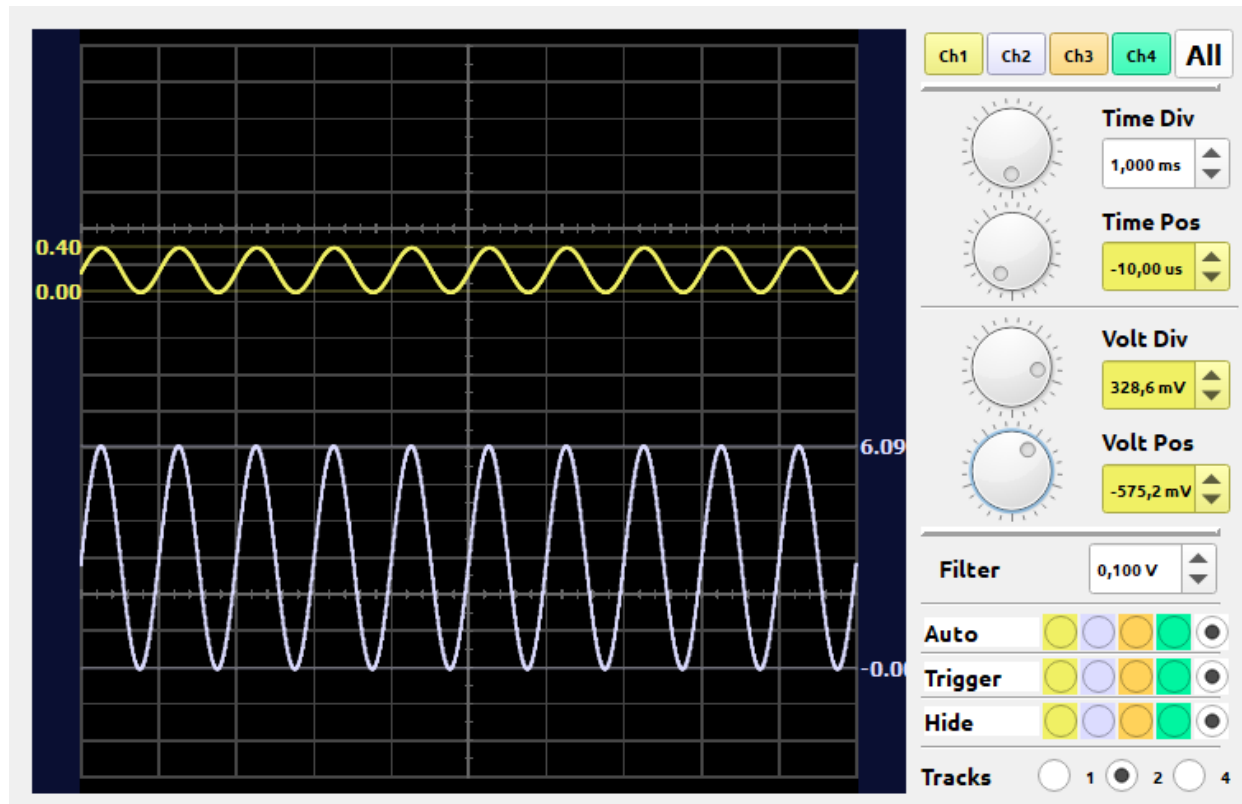 Ch1 Ch2 Ch3 Ch4 All
Time Div
1,000 ms
Time Pos
-10,00 us
0.40
0.00
Volt Div
328,6 mV
Volt Pos
6.09
-575,2 mV
Filter
0,100 V
Auto
-0.00
Trigger
Hide
Tracks 1 2 4